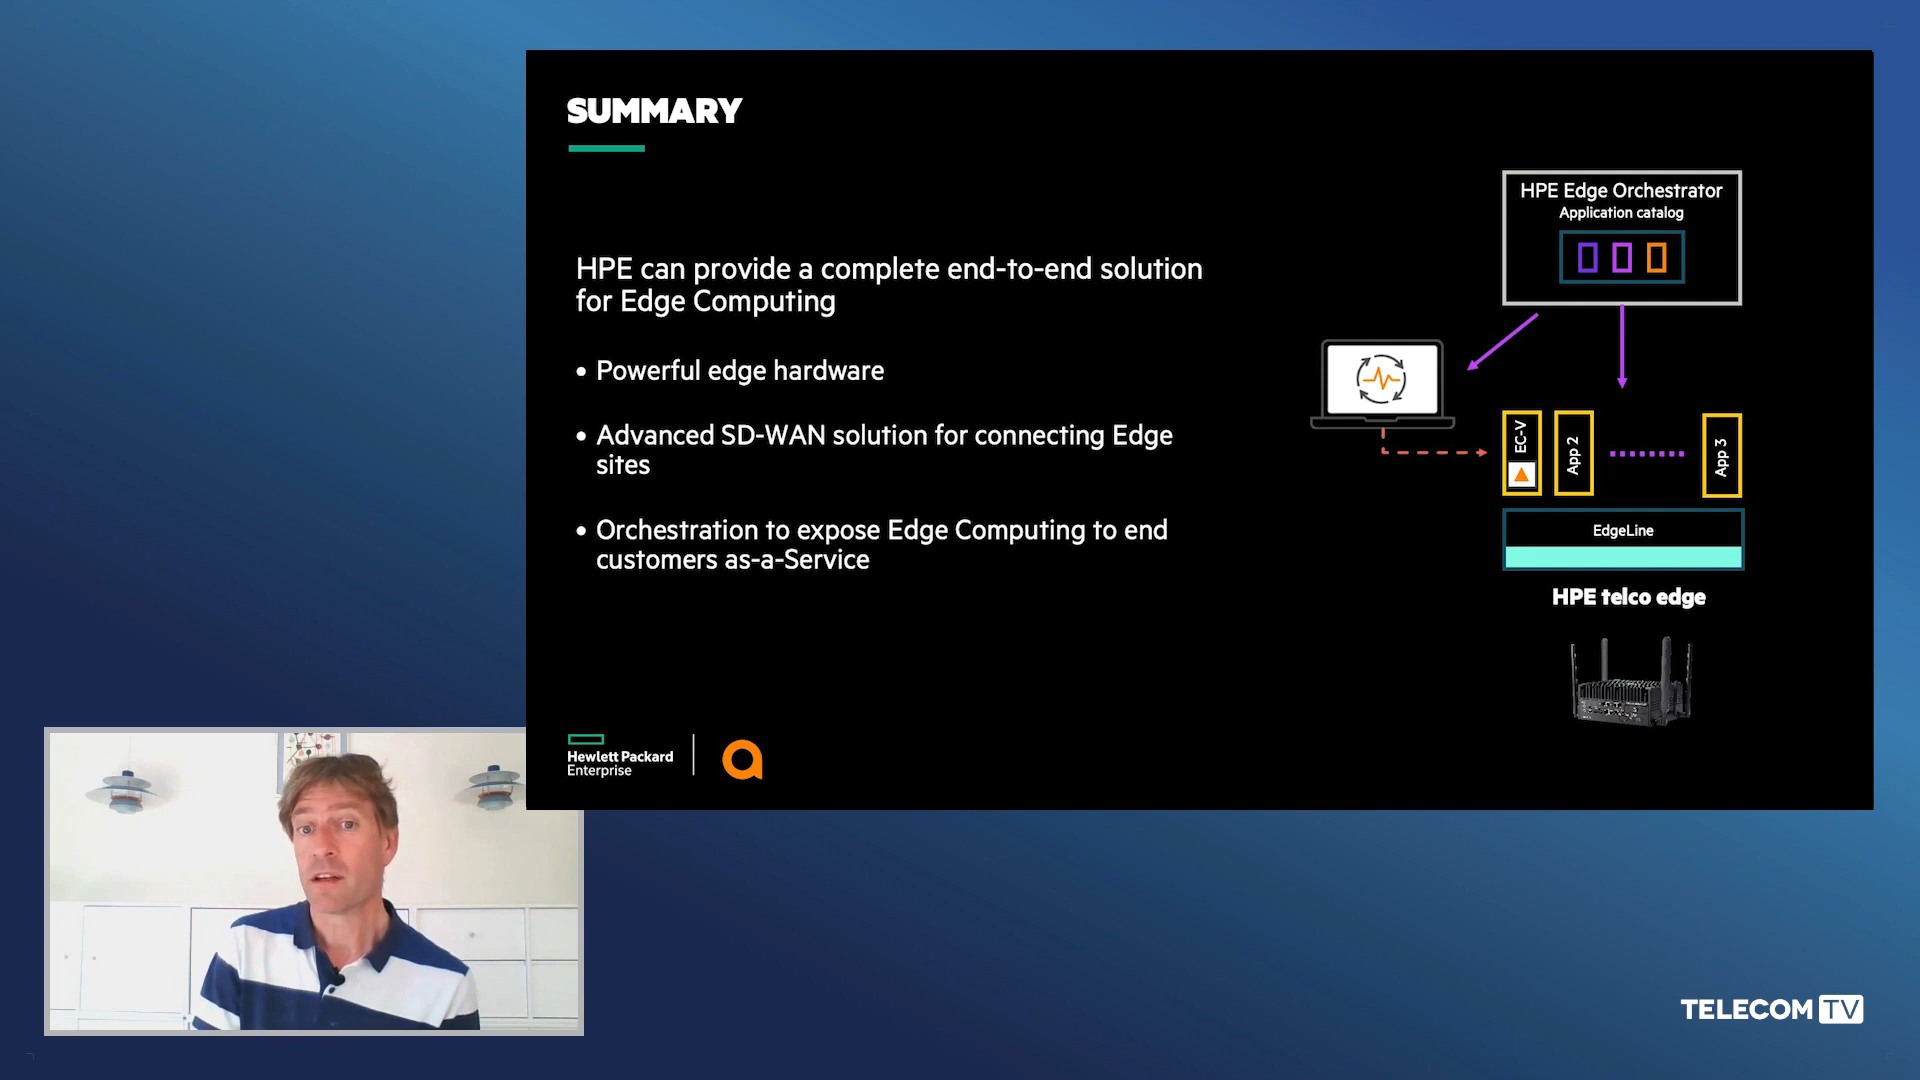 SUMMARY
HPE can provide a complete end-to-end solution
for Edge Computing
• Powerful edge hardware
• Advanced SD-WAN solution for connecting Edge
sites
• Orchestration to expose Edge Computing to end
customers as-a-Service
HPE Edge Orchestrator
Application catalog
EC-V
App 2
App 3
EdgeLine
HPE telco edge
Hewlett Packard
Enterprise
TELECOM TV